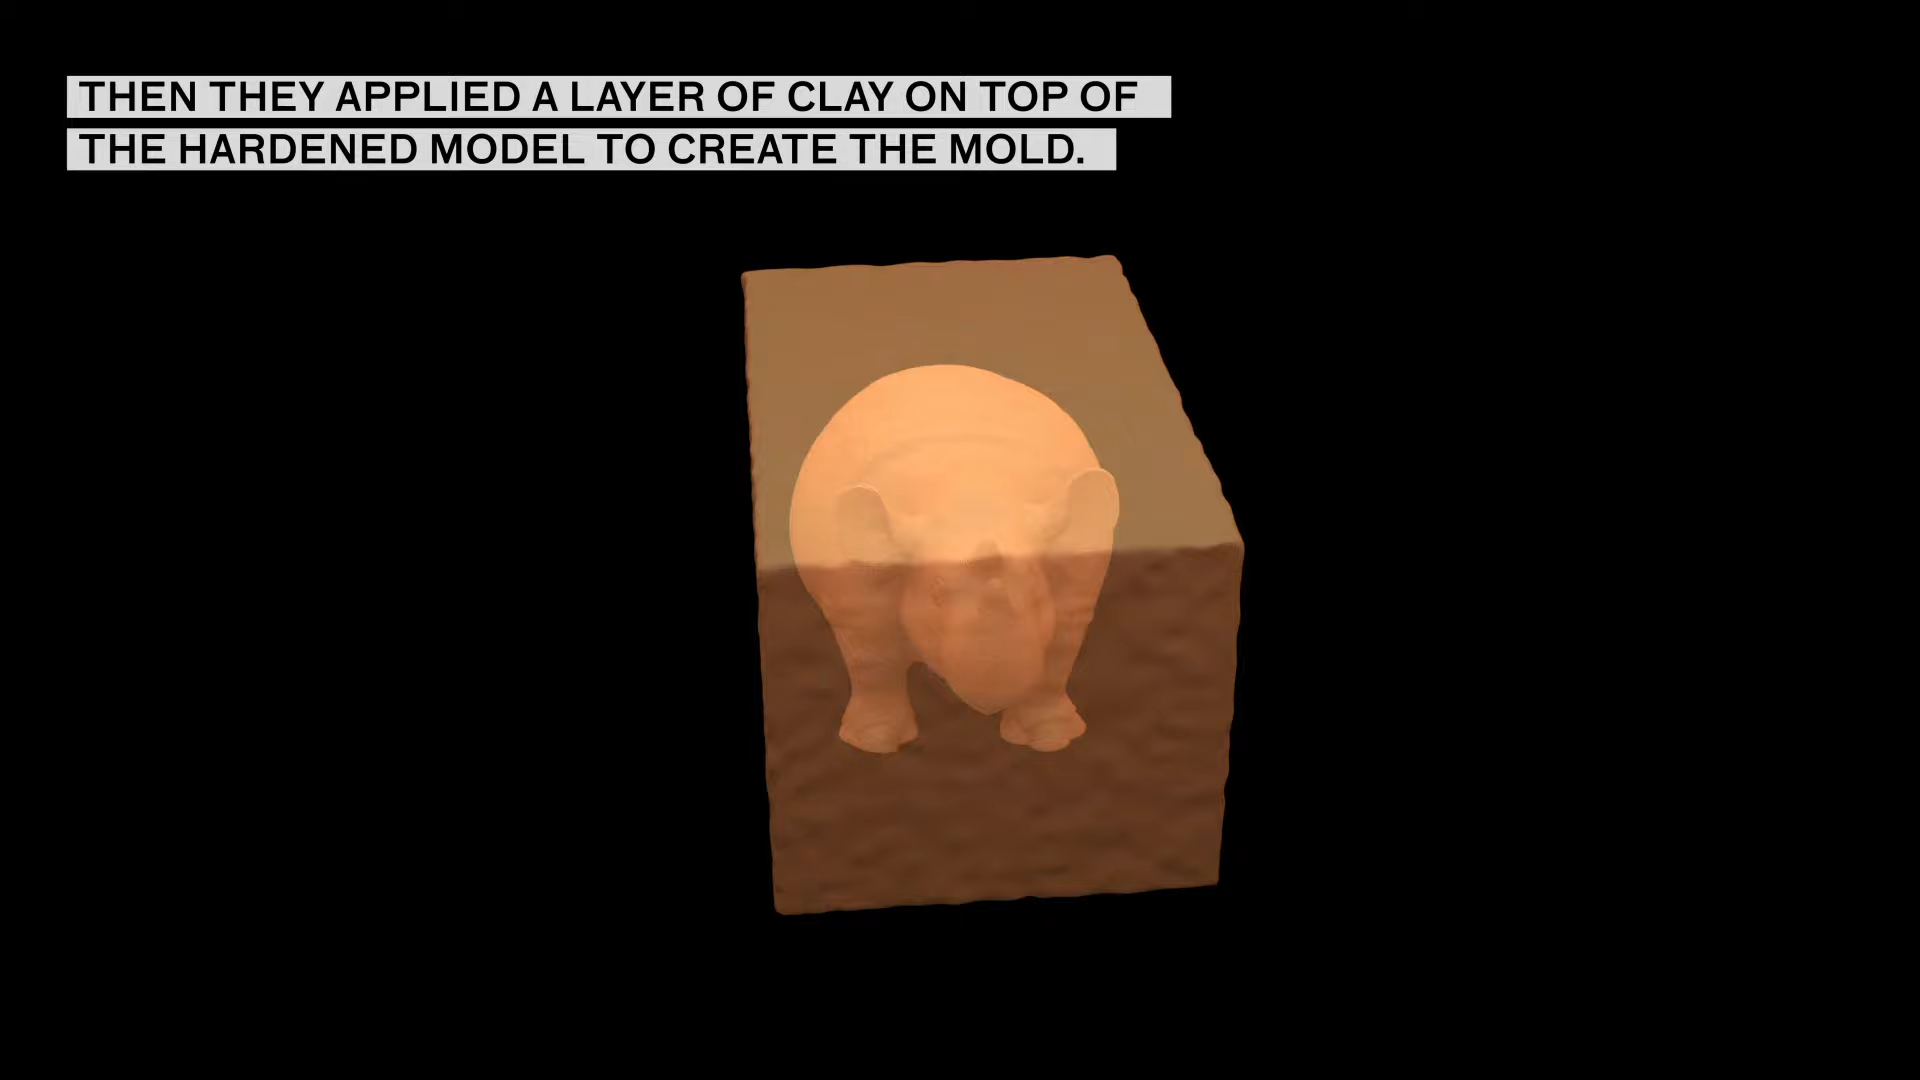 THEN THEY APPLIED A LAYER OF CLAY ON TOP OF
THE HARDENED MODEL TO CREATE THE MOLD.